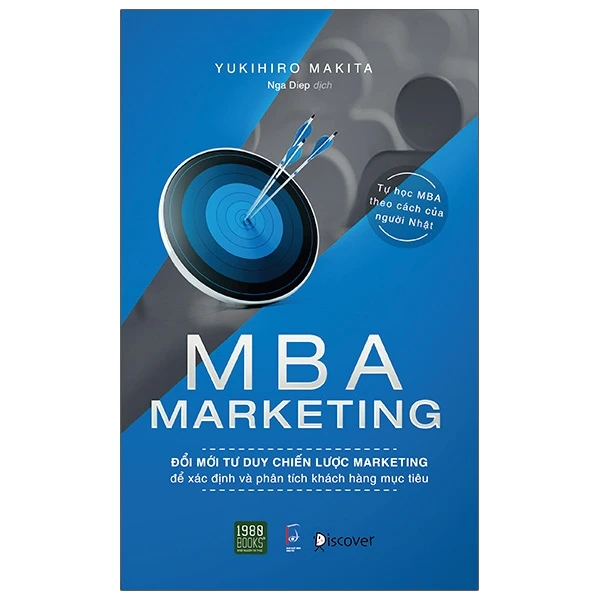 YUKIHIRO MAKITA
Nga Diep dịch
Tự học MBA
theo cách của
người Nhật
MBA
MARKETING
ĐỔI MỚI TƯ DUY CHIẾN LƯỢC MARKETING
để xác định và phân tích khách hàng mục tiêu
1980
BOOKS
Discover